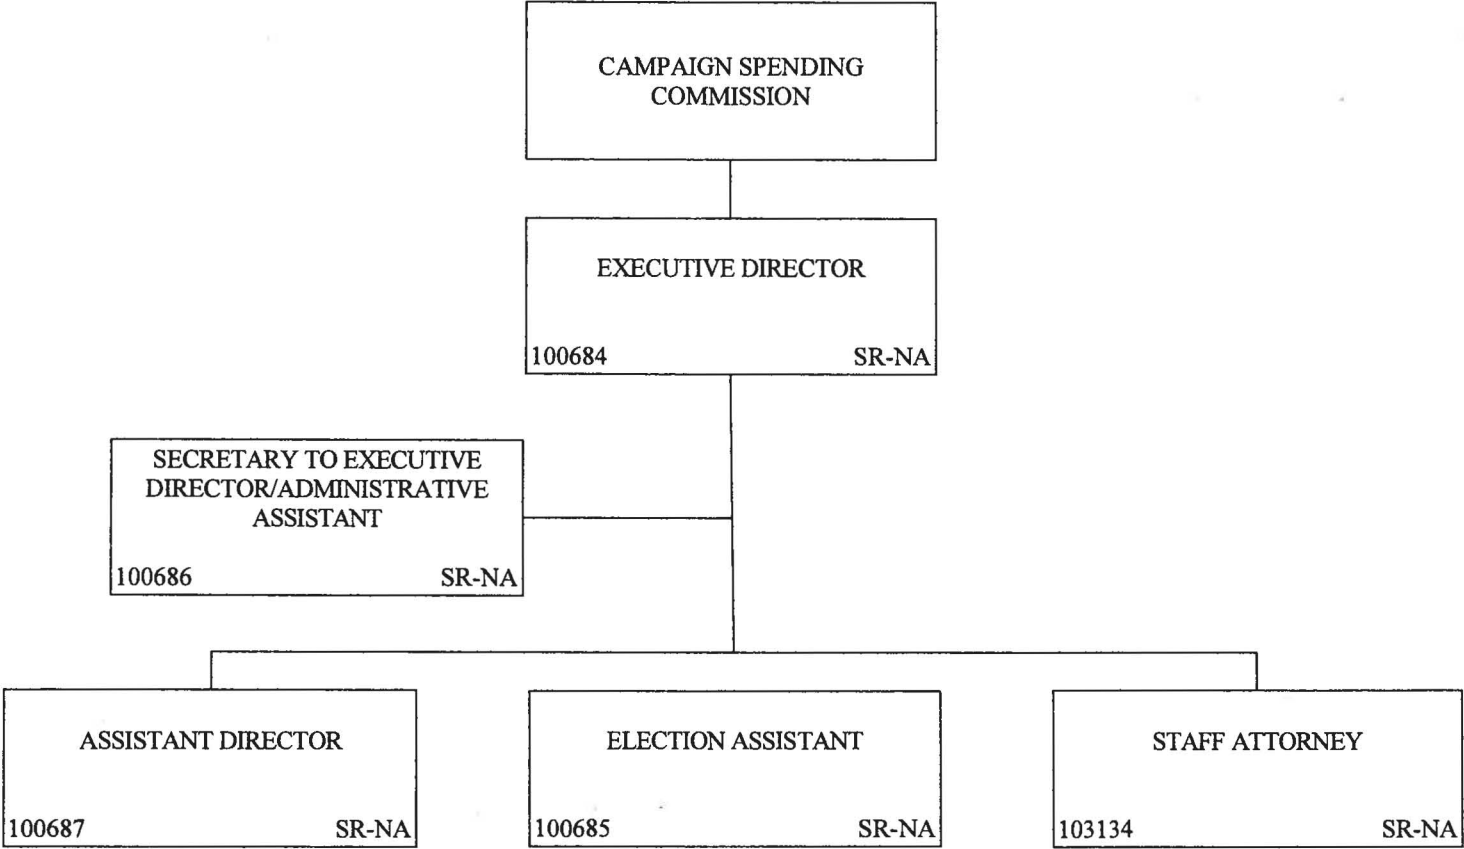 CAMPAIGN SPENDING
COMMISSION
EXECUTIVE DIRECTOR
100684 SR-NA
SECRETARY TO EXECUTIVE
DIRECTOR/ADMINISTRATIVE
ASSISTANT
100686 SR-NA
ASSISTANT DIRECTOR
100687 SR-NA
ELECTION ASSISTANT
100685 SR-NA
STAFF ATTORNEY
103134 SR-NA